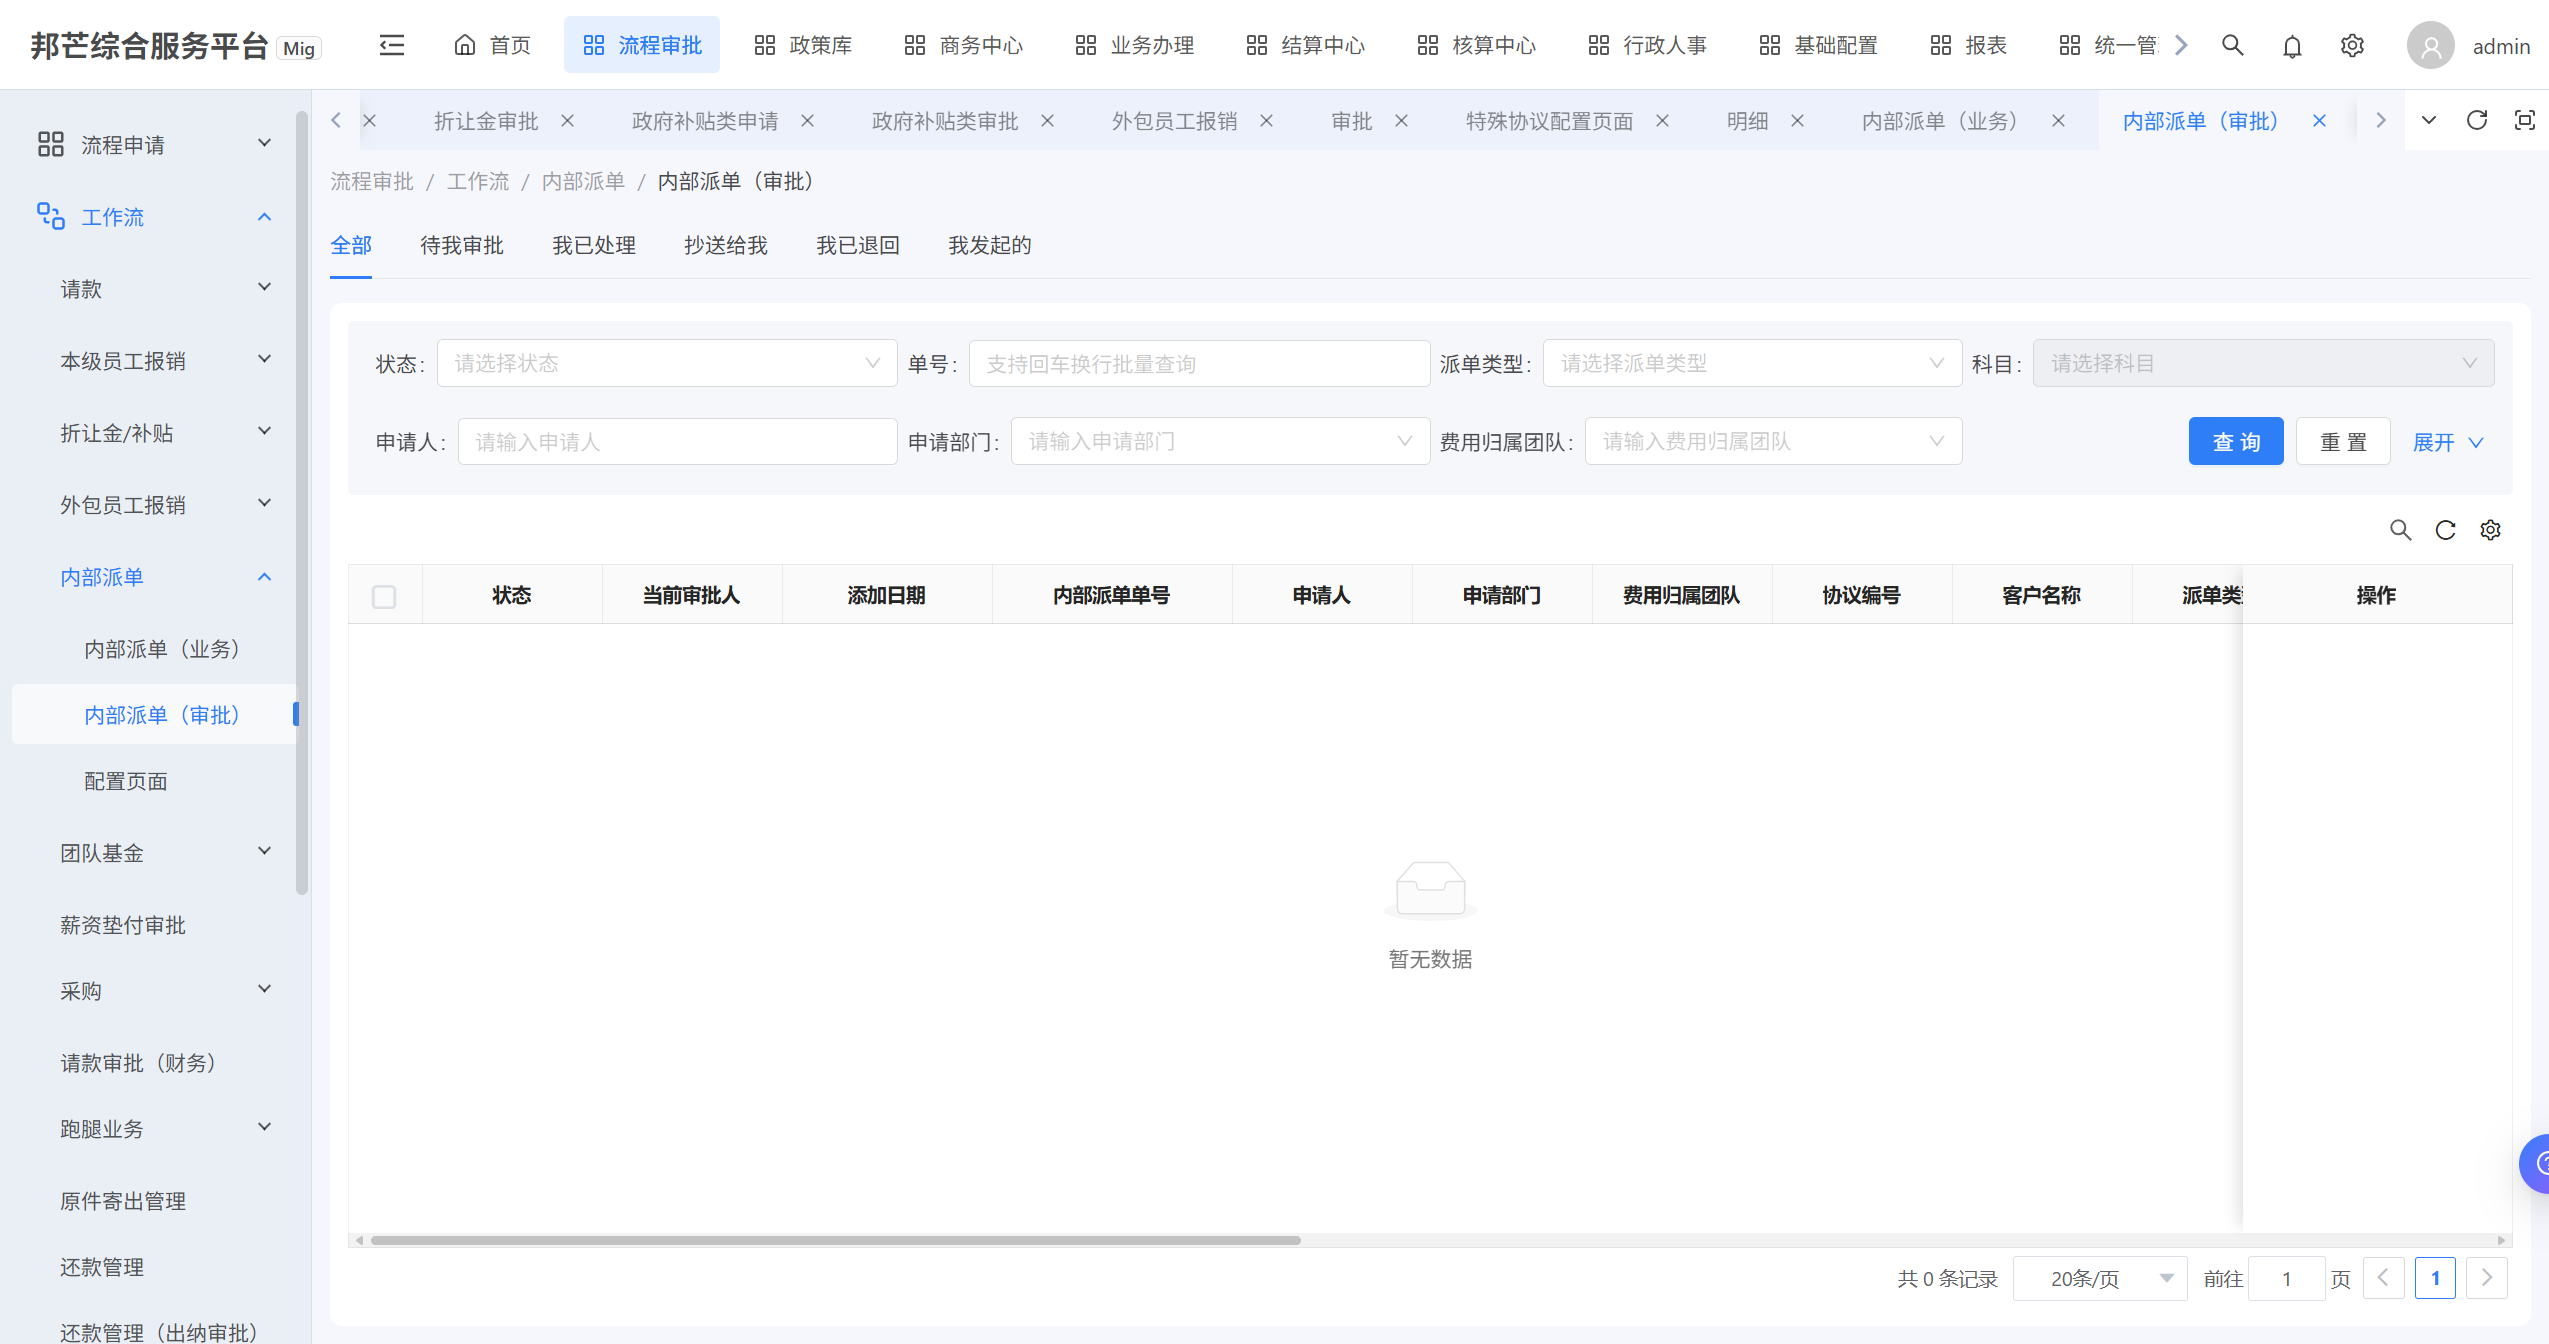 邦芒综合服务平台 Mig 首页 流程审批 政策库 商务中心 业务办理 结算中心 核算中心 行政人事 基础配置 报表 统一管 admin
折让金审批 政府补贴类申请 政府补贴类审批 外包员工报销 审批 特殊协议配置页面 明细 内部派单（业务） 内部派单（审批）
流程审批 / 工作流 / 内部派单 / 内部派单（审批）
流程申请
工作流
请款
本级员工报销
折让金/补贴
外包员工报销
内部派单
内部派单（业务）
内部派单（审批）
配置页面
团队基金
薪资垫付审批
采购
请款审批（财务）
跑腿业务
原件寄出管理
还款管理
还款管理（出纳审批）
全部 待我审批 我已处理 抄送给我 我已退回 我发起的
状态: 请选择状态 单号: 支持回车换行批量查询 派单类型: 请选择派单类型 科目: 请选择科目
申请人: 请输入申请人 申请部门: 请输入申请部门 费用归属团队: 请输入费用归属团队 查 询 重 置 展开
状态 当前审批人 添加日期 内部派单单号 申请人 申请部门 费用归属团队 协议编号 客户名称 派单类 操作
暂无数据
共 0 条记录 20条/页 前往 1 页 1